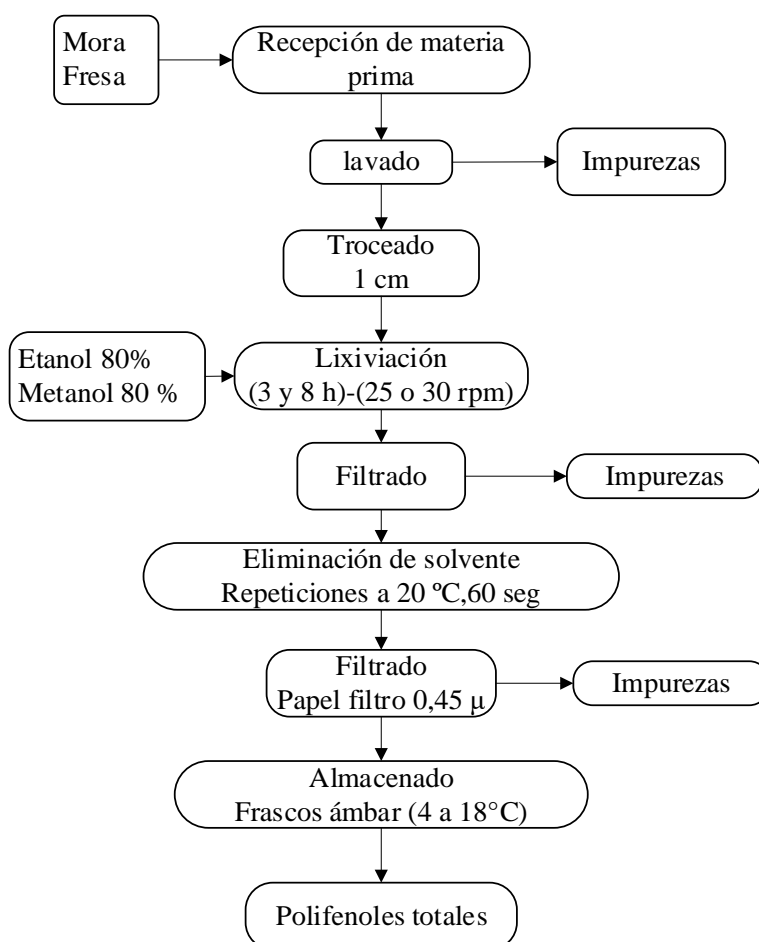 Mora
Fresa
Recepción de materia
prima
lavado
Impurezas
Troceado
1 cm
Etanol 80%
Metanol 80 %
Lixiviación
(3 y 8 h)-(25 o 30 rpm)
Filtrado
Impurezas
Eliminación de solvente
Repeticiones a 20 ºC,60 seg
Filtrado
Papel filtro 0,45 µ
Impurezas
Almacenado
Frascos ámbar (4 a 18°C)
Polifenoles totales